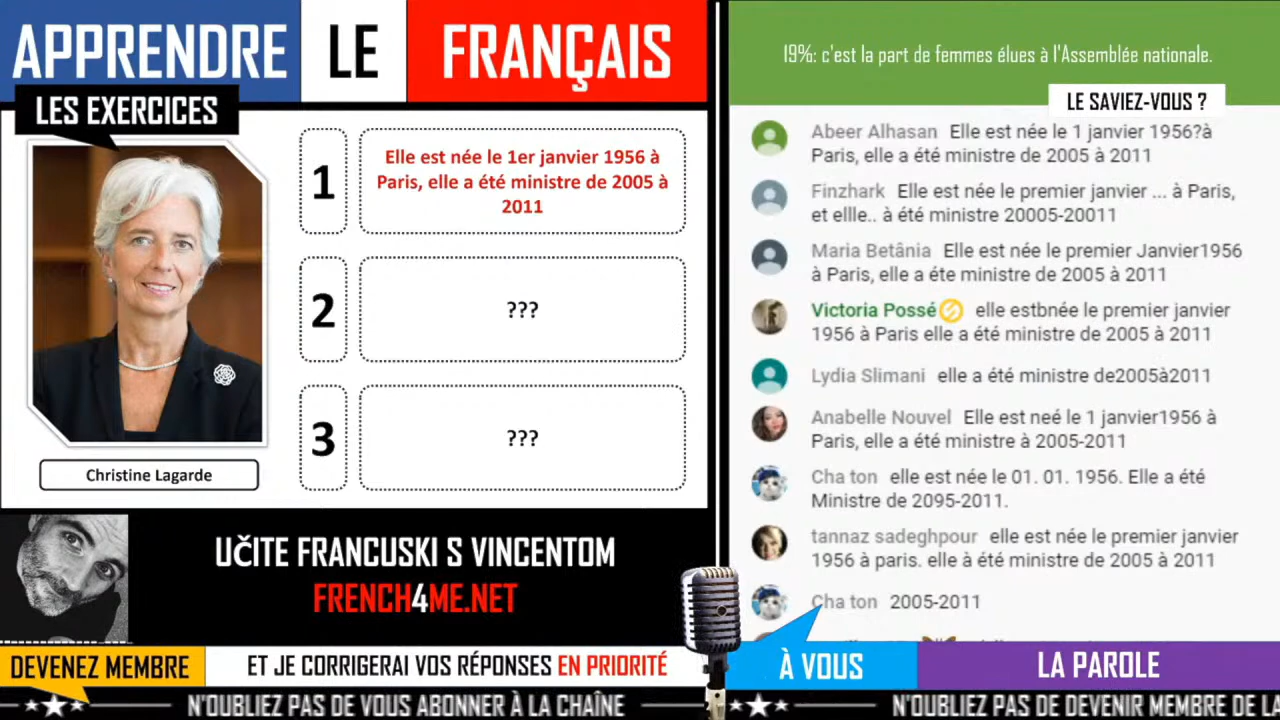 APPRENDRE LE FRANÇAIS
LES EXERCICES
1
Elle est née le 1er janvier 1956 à
Paris, elle a été ministre de 2005 à
2011
2
???
3
???
Christine Lagarde
UČITE FRANCUSKI S VINCENTOM
FRENCH4ME.NET
DEVENEZ MEMBRE
ET JE CORRIGERAI VOS RÉPONSES EN PRIORITÉ
19%: c'est la part de femmes élues à l'Assemblée nationale.
LE SAVIEZ-VOUS ?
Abeer Alhasan Elle est née le 1 janvier 1956?à
Paris, elle a été ministre de 2005 à 2011
Finzhark Elle est née le premier janvier ... à Paris,
et ellle.. à été ministre 20005-20011
Maria Betânia Elle est née le premier Janvier1956
à Paris, elle a éte ministre de 2005 à 2011
Victoria Possé elle estbnée le premier janvier
1956 à Paris elle a été ministre de 2005 à 2011
Lydia Slimani elle a été ministre de2005à2011
Anabelle Nouvel Elle est neé le 1 janvier1956 à
Paris, elle a été ministre à 2005-2011
Cha ton elle est née le 01. 01. 1956. Elle a été
Ministre de 2095-2011.
tannaz sadeghpour elle est née le premier janvier
1956 à paris. elle à été ministre de 2005 à 2011
Cha ton 2005-2011
À VOUS
LA PAROLE
N'OUBLIEZ PAS DE VOUS ABONNER À LA CHAÎNE
N'OUBLIEZ PAS DE DEVENIR MEMBRE DE LA